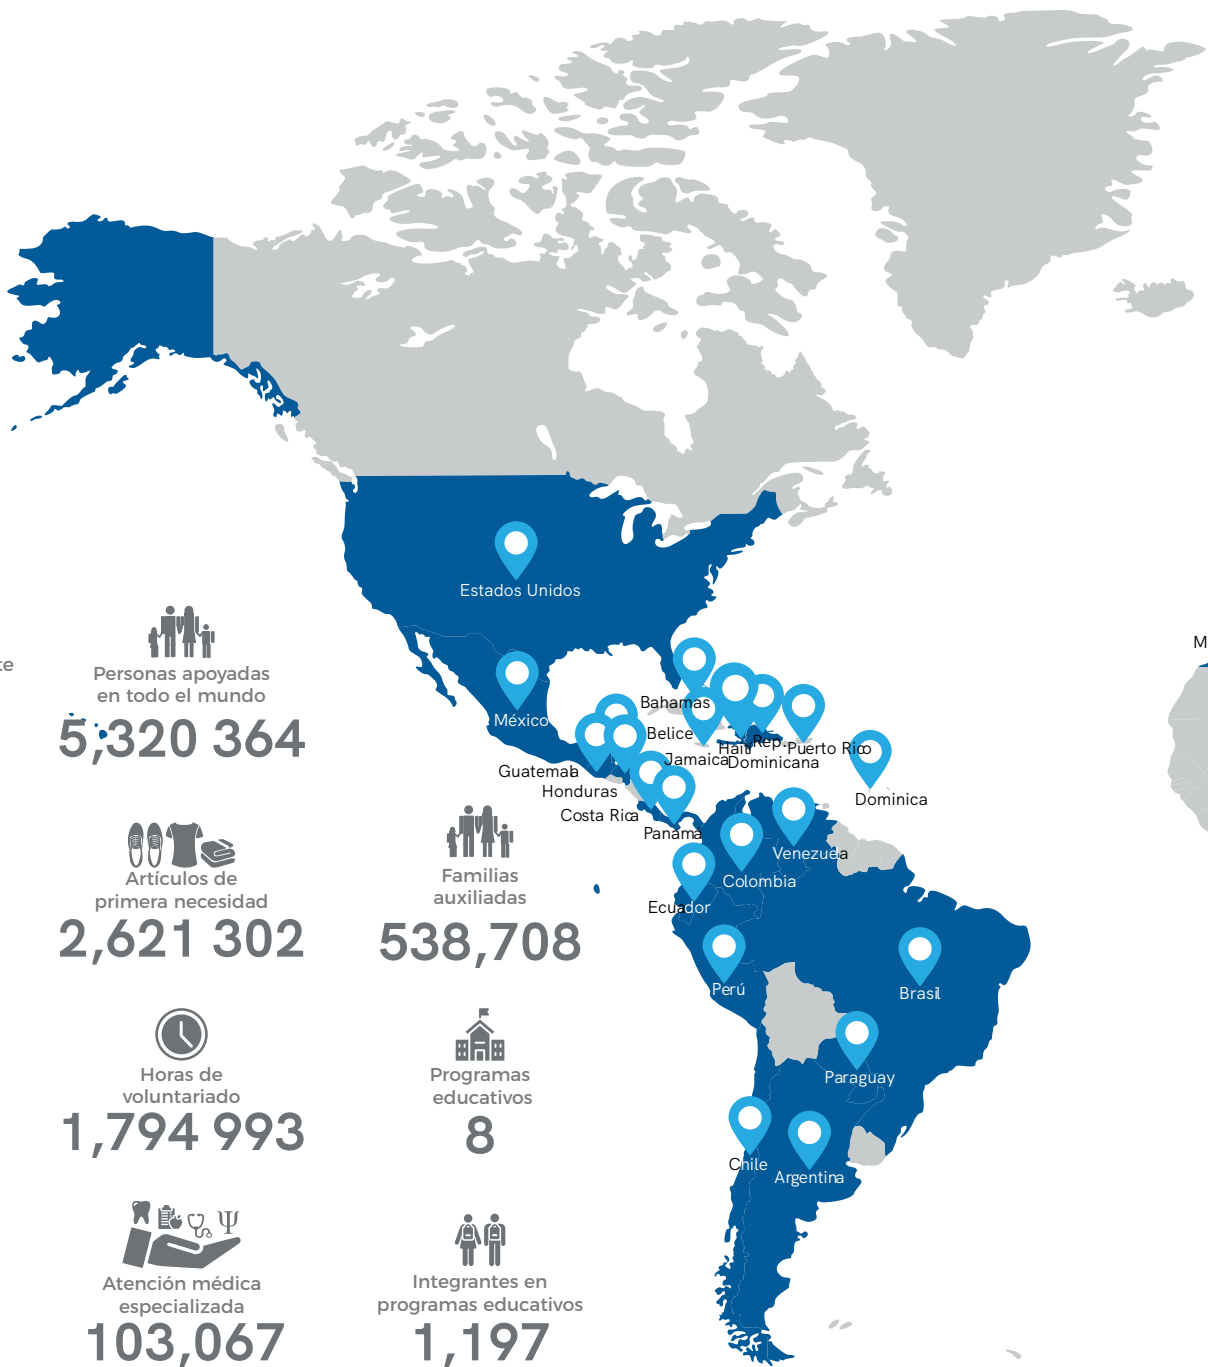 Estados Unidos
México
Bahamas
Belice
Jamaica
Haití
Rep.
Dominicana
Puerto Rico
Dominica
Guatemala
Honduras
Costa Rica
Panamá
Venezuela
Colombia
Ecuador
Perú
Brasil
Paraguay
Chile
Argentina
te
M
Personas apoyadas
en todo el mundo
5,320 364
Artículos de
primera necesidad
2,621 302
Familias
auxiliadas
538,708
Horas de
voluntariado
1,794 993
Programas
educativos
8
Atención médica
especializada
103,067
Integrantes en
programas educativos
1,197